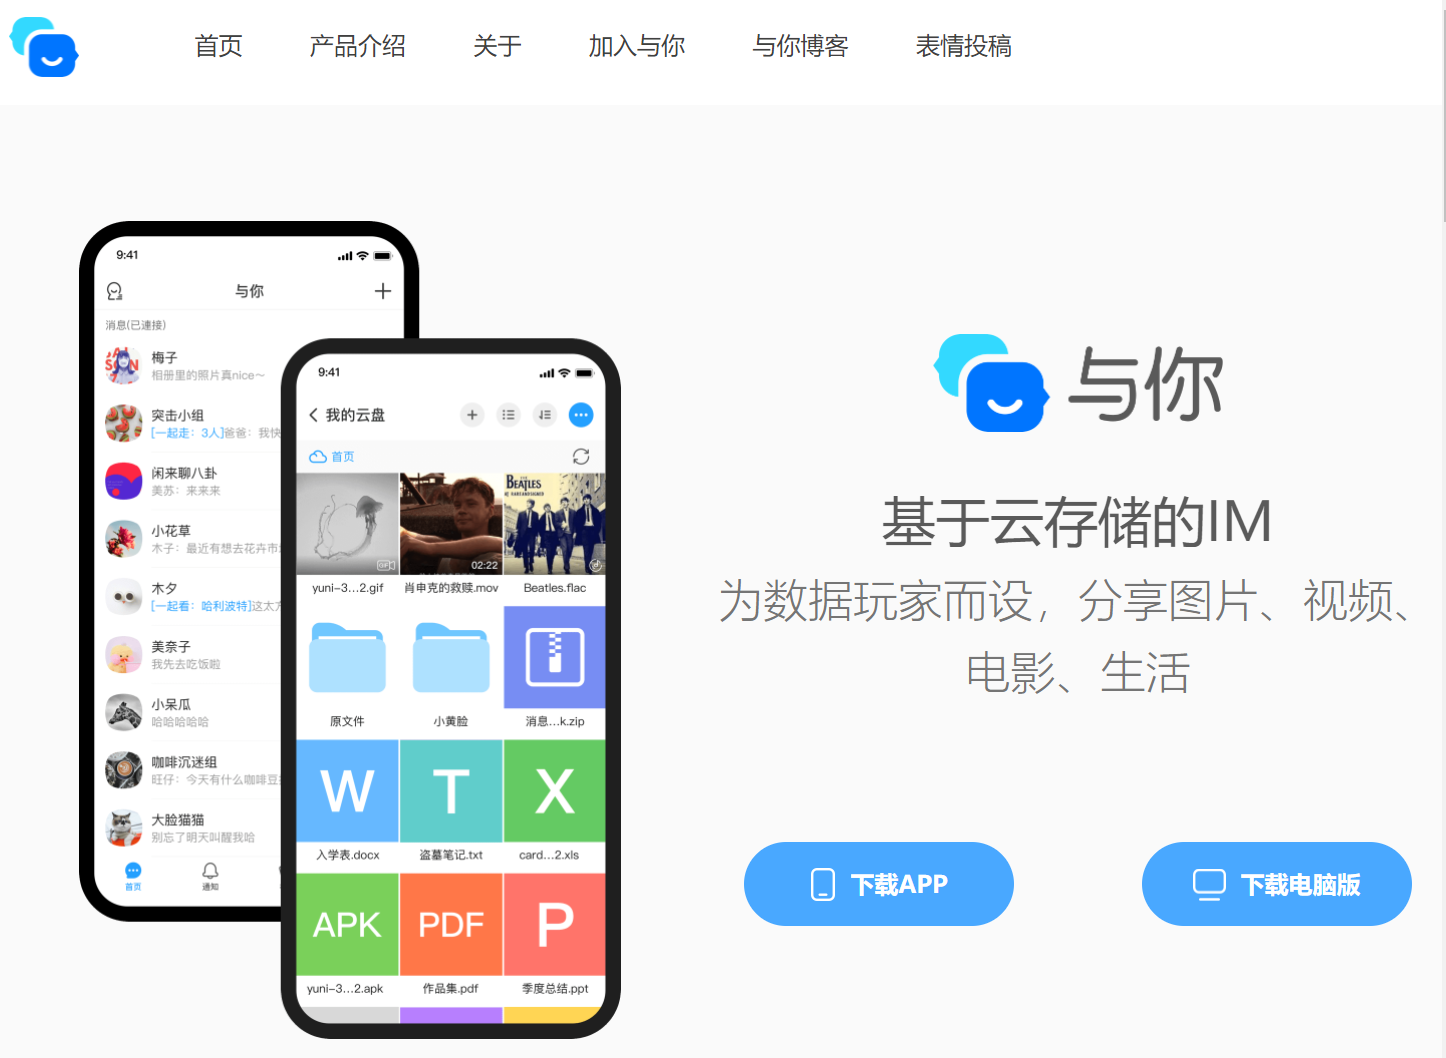 首页 产品介绍 关于 加入与你 与你博客 表情投稿
9:41
与你
消息(已連接)
梅子
相册里的照片真nice~
突击小组
[一起走：3人]爸爸：我快
闲来聊八卦
美苏：来来来
小花草
木子：最近有想去花卉市
木夕
[一起看：哈利波特]这太
美奈子
我先去吃饭啦
小呆瓜
哈哈哈哈哈
咖啡沉迷组
旺仔：今天有什么咖啡豆
大脸猫猫
别忘了明天叫醒我哈
首页 通知
9:41
我的云盘
首页
GIF
02:22
BEATLES
yuni-3...2.gif 肖申克的救赎.mov Beatles.flac
原文件 小黄脸 消息...k.zip
W T X
入学表.docx 盗墓笔记.txt card...2.xls
APK PDF P
yuni-3...2.apk 作品集.pdf 季度总结.ppt
与你
基于云存储的IM
为数据玩家而设，分享图片、视频、
电影、生活
下载APP 下载电脑版